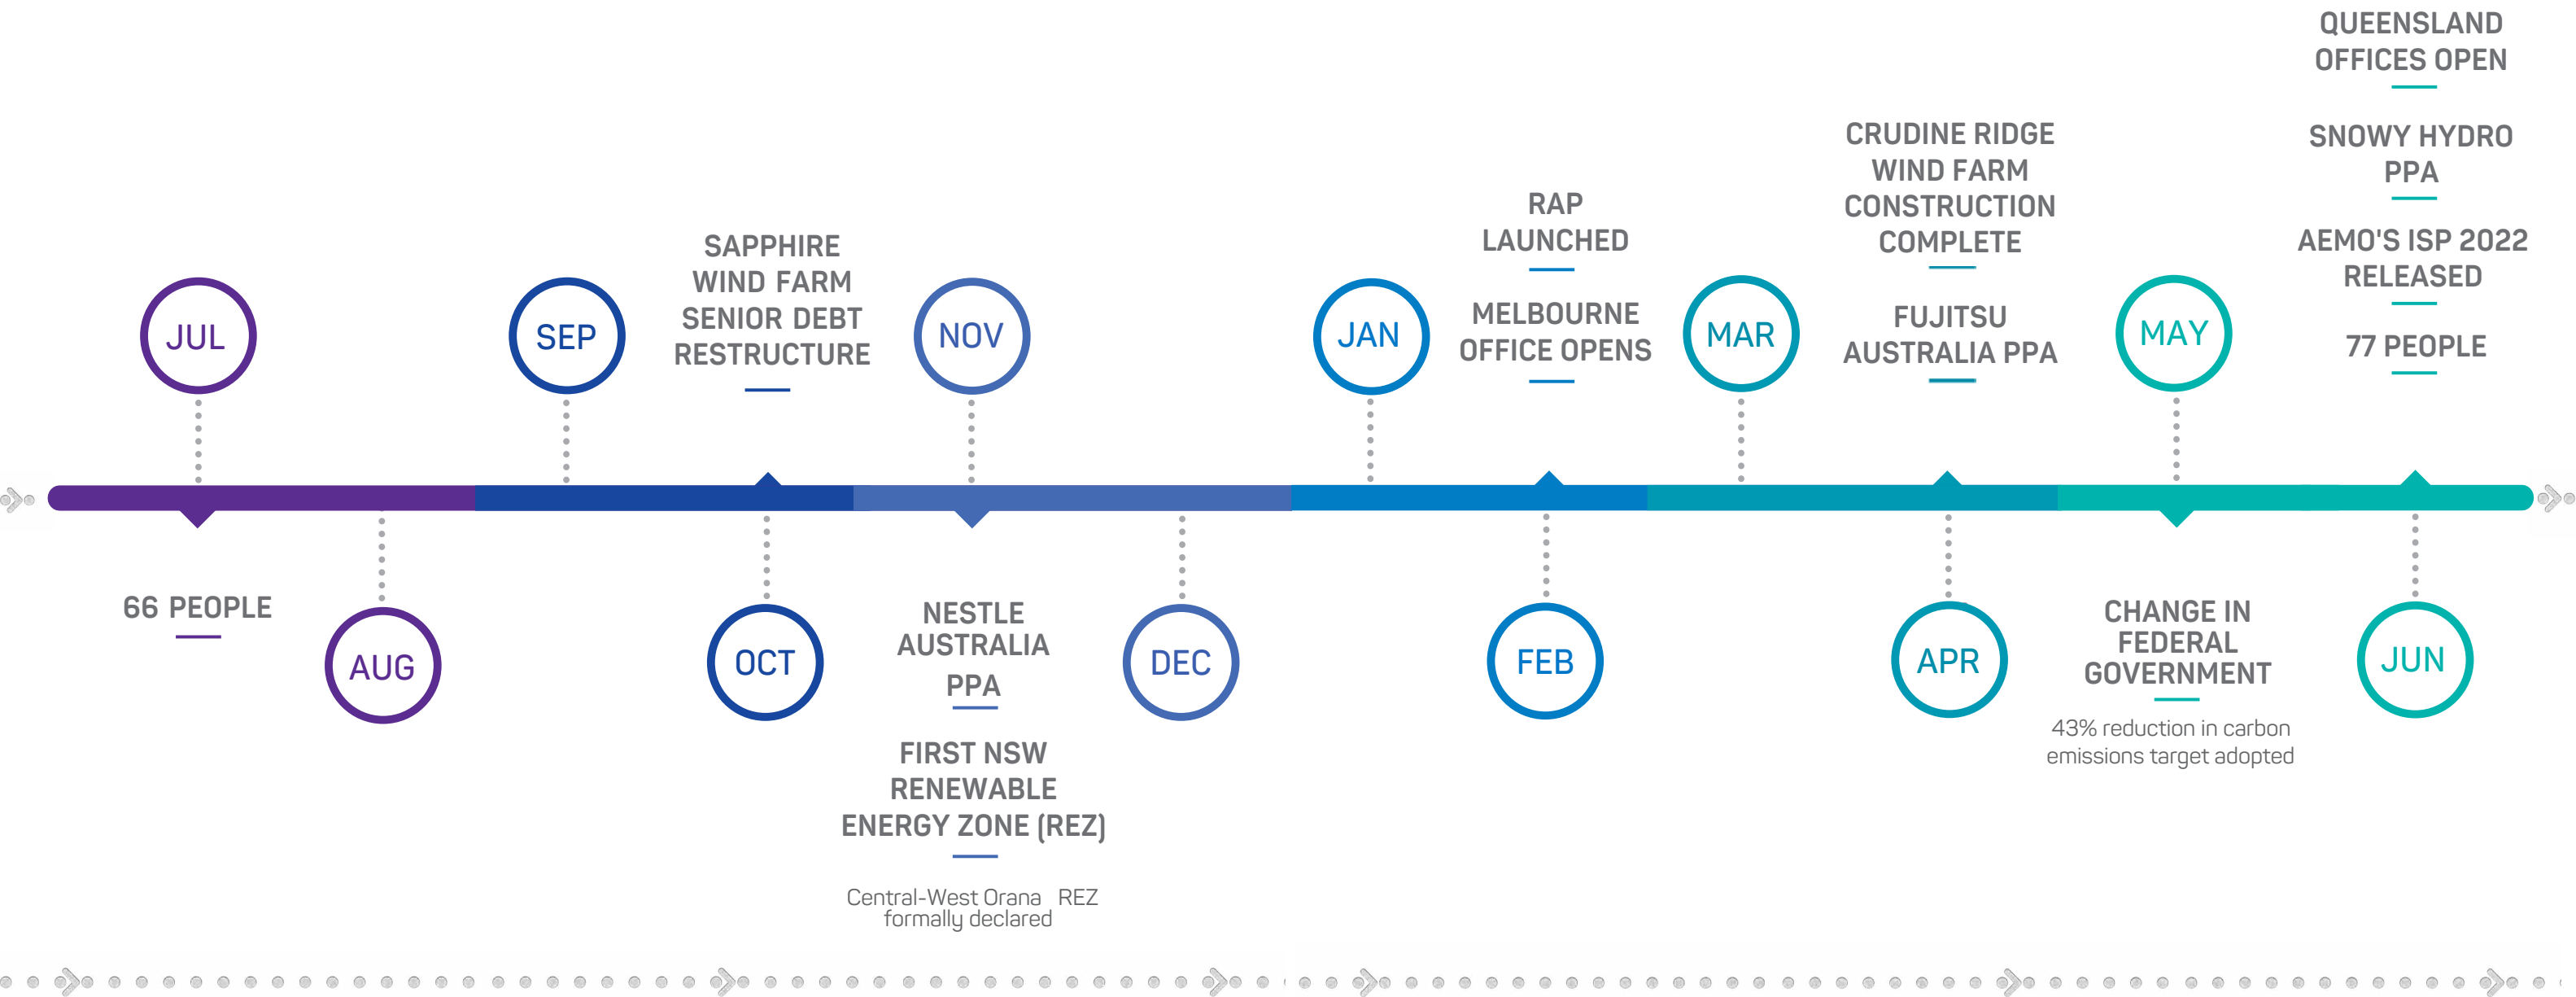 JUL
66 PEOPLE
AUG
SEP
SAPPHIRE
WIND FARM
SENIOR DEBT
RESTRUCTURE
OCT
NOV
NESTLE
AUSTRALIA
PPA
FIRST NSW
RENEWABLE
ENERGY ZONE (REZ)
Central-West Orana REZ
formally declared
DEC
JAN
RAP
LAUNCHED
MELBOURNE
OFFICE OPENS
FEB
MAR
CRUDINE RIDGE
WIND FARM
CONSTRUCTION
COMPLETE
FUJITSU
AUSTRALIA PPA
APR
MAY
CHANGE IN
FEDERAL
GOVERNMENT
43% reduction in carbon
emissions target adopted
QUEENSLAND
OFFICES OPEN
SNOWY HYDRO
PPA
AEMO'S ISP 2022
RELEASED
77 PEOPLE
JUN